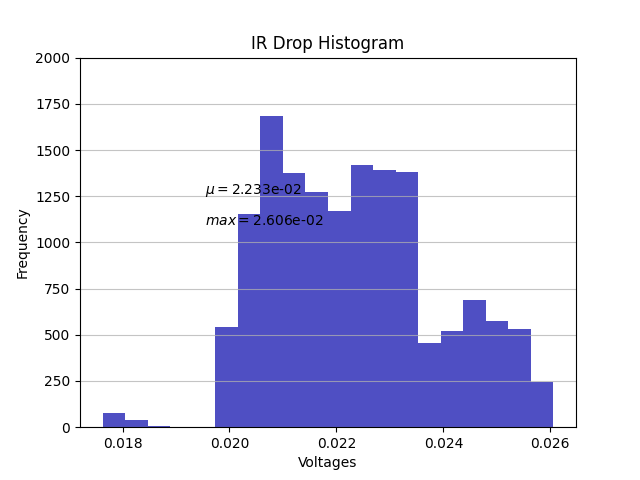 IR Drop Histogram
2000
1750
1500
1250
1000
750
500
250
0
Frequency
μ = 2.233e-02
max = 2.606e-02
0.018 0.020 0.022 0.024 0.026
Voltages